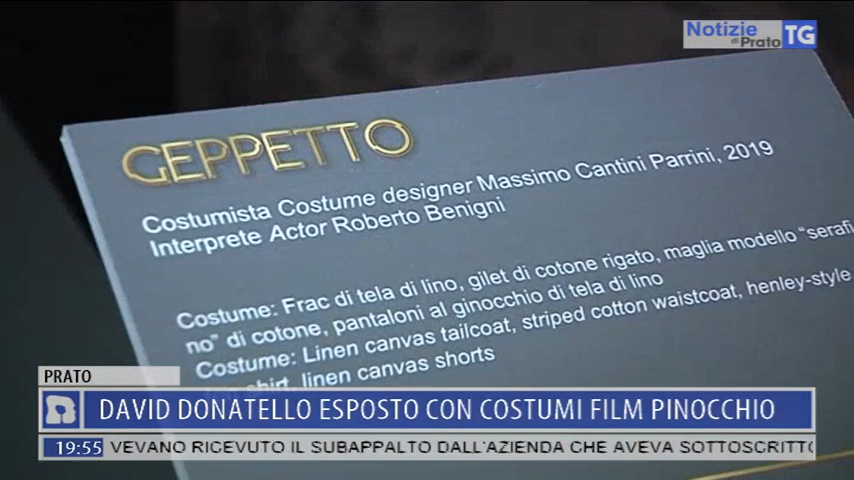 Notizie
di Prato TG
GEPPETTO
Costumista Costume designer Massimo Cantini Parrini, 2019
Interprete Actor Roberto Benigni
Costume: Frac di tela di lino, gilet di cotone rigato, maglia modello “serafi
no” di cotone, pantaloni al ginocchio di tela di lino
Costume: Linen canvas tailcoat, striped cotton waistcoat, henley-style
shirt, linen canvas shorts
PRATO
DAVID DONATELLO ESPOSTO CON COSTUMI FILM PINOCCHIO
19:55 VEVANO RICEVUTO IL SUBAPPALTO DALL'AZIENDA CHE AVEVA SOTTOSCRITTO